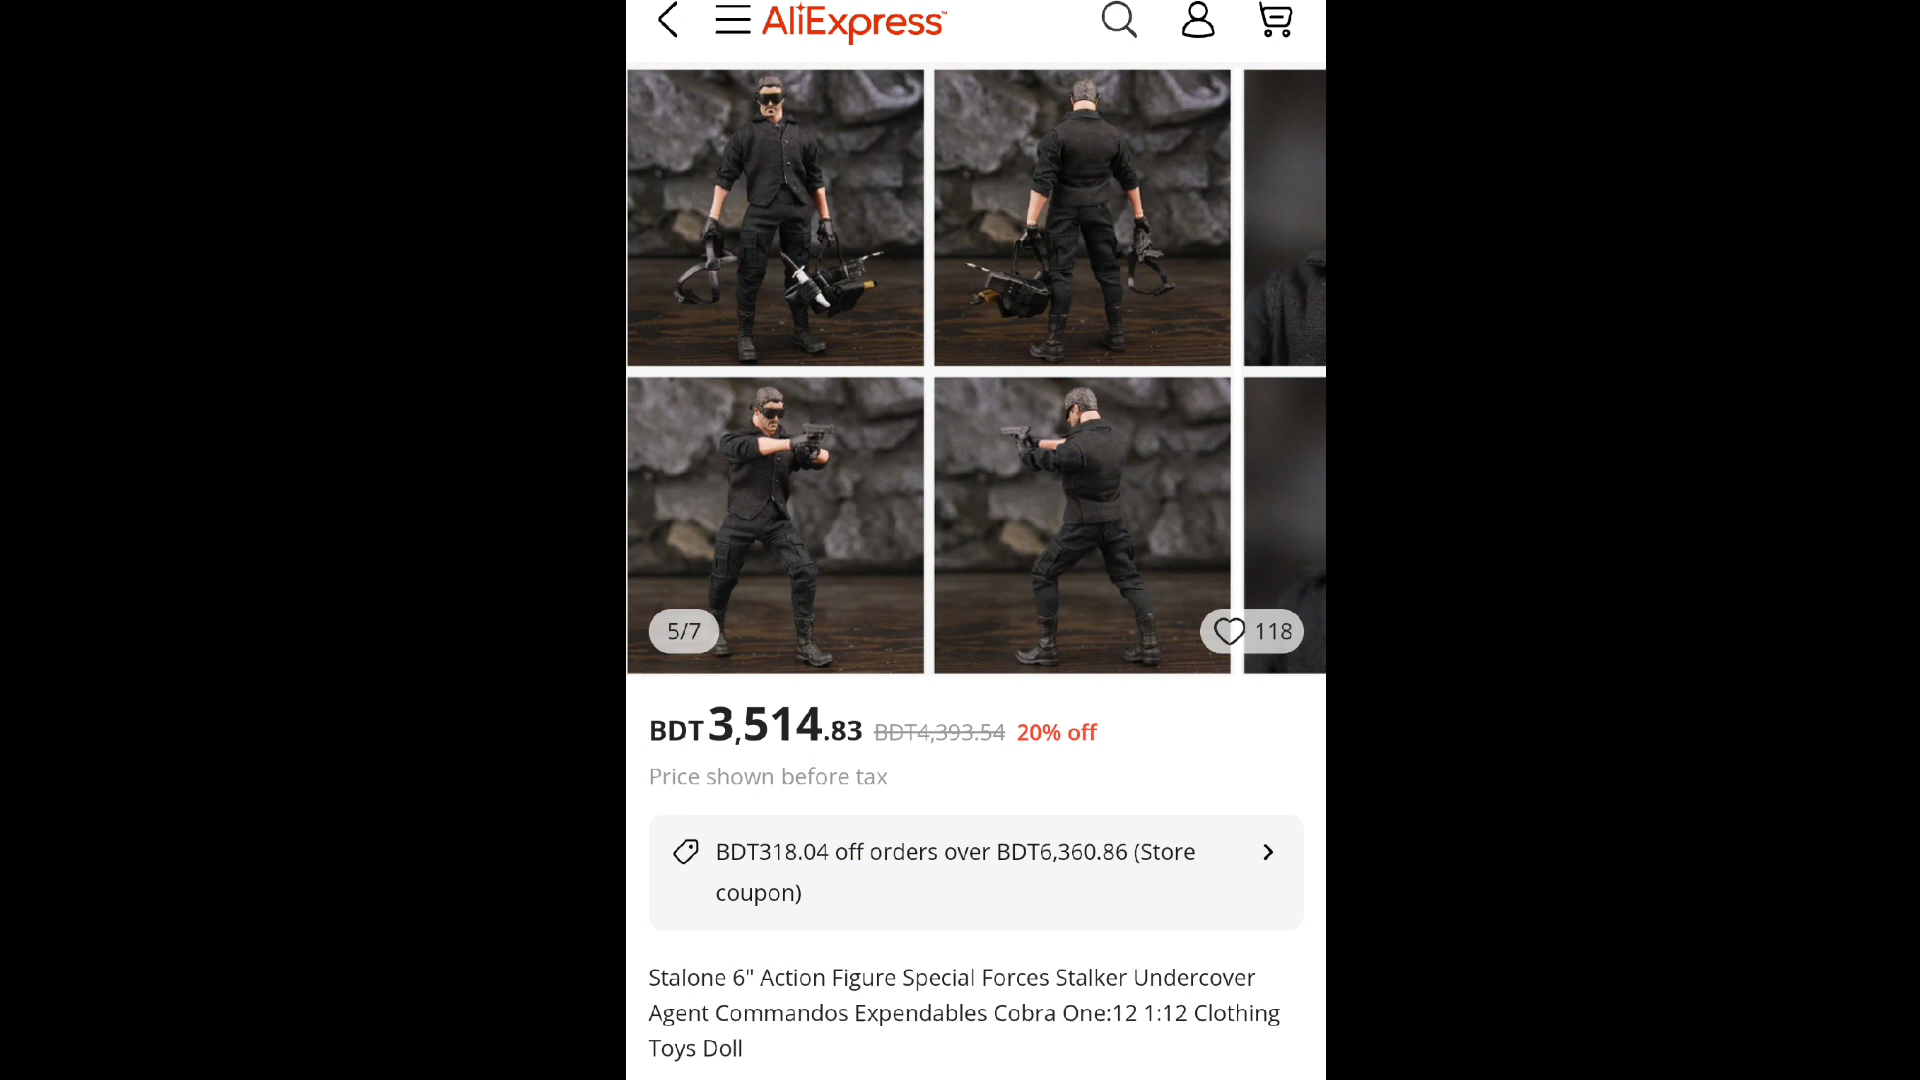 AliExpress
5/7
118
BDT 3,514.83 BDT4,393.54 20% off
Price shown before tax
BDT318.04 off orders over BDT6,360.86 (Store
coupon)
Stalone 6" Action Figure Special Forces Stalker Undercover
Agent Commandos Expendables Cobra One:12 1:12 Clothing
Toys Doll